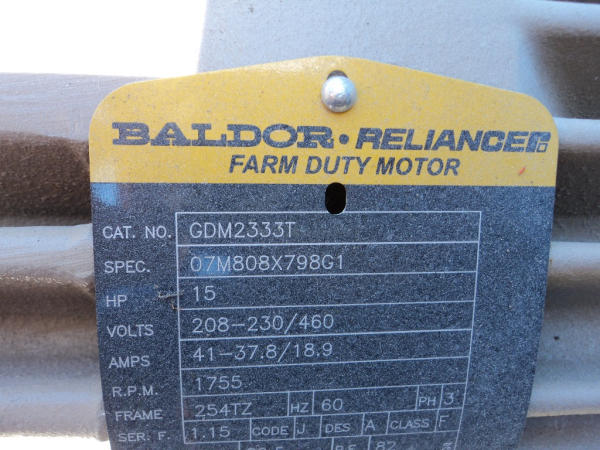 BALDOR • RELIANCE
FARM DUTY MOTOR
CAT. NO. GDM2333T
SPEC. 07M808X798G1
HP 15
VOLTS 208-230/460
AMPS 41-37.8/18.9
R.P.M. 1755
FRAME 254TZ HZ 60 PH 3
SER. F. 1.15 CODE J DES A CLASS F
P.F. 82